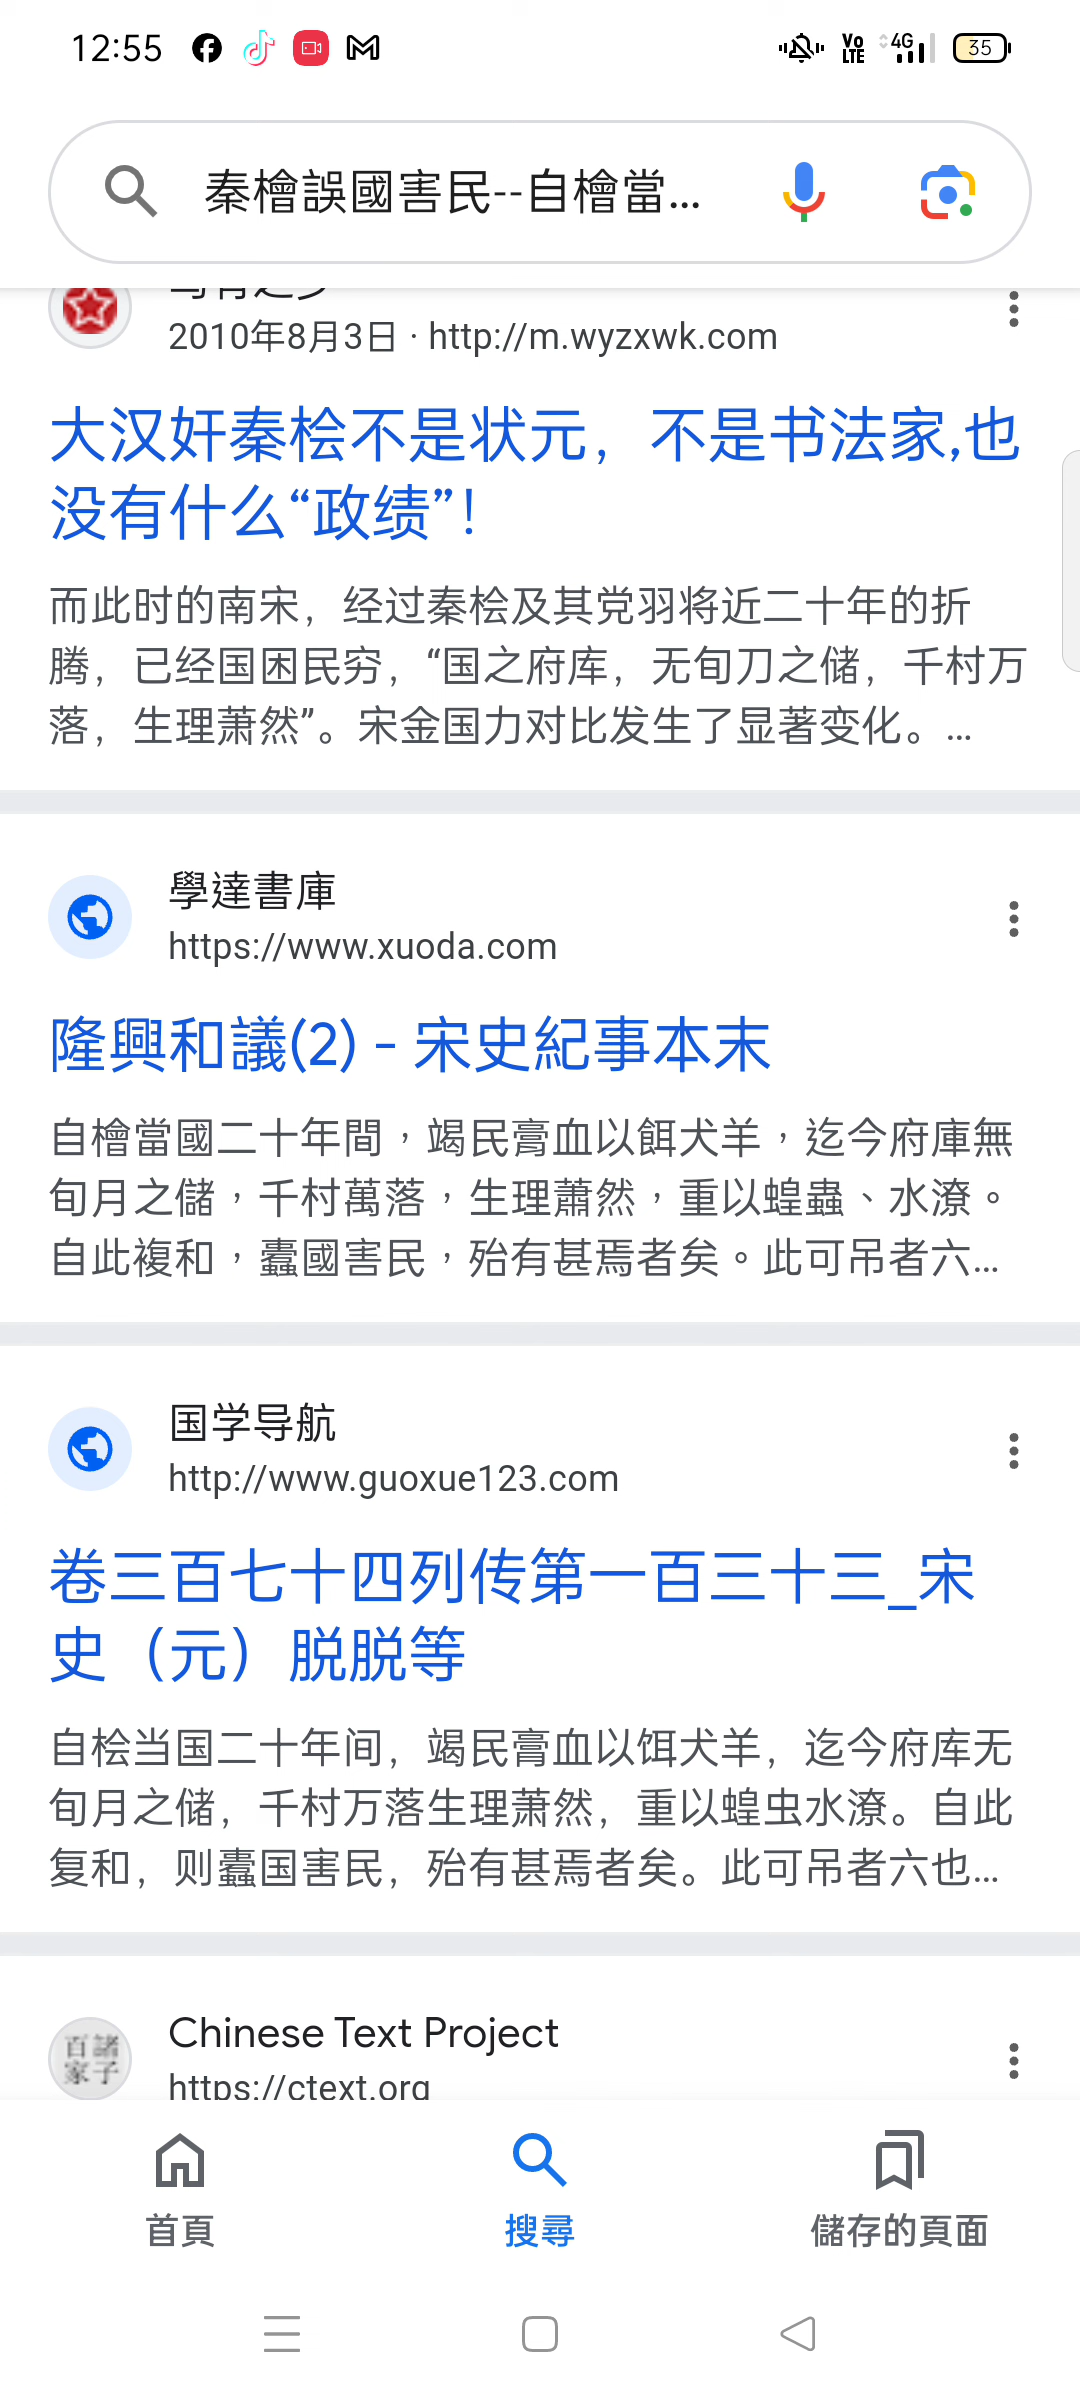 12:55
Vo LTE
4G
35
秦檜誤國害民--自檜當...
2010年8月3日 · http://m.wyzxwk.com
大汉奸秦桧不是状元，不是书法家,也
没有什么“政绩”！
而此时的南宋，经过秦桧及其党羽将近二十年的折
腾，已经国困民穷，“国之府库，无旬刀之储，千村万
落，生理萧然”。宋金国力对比发生了显著变化。...
學達書庫
https://www.xuoda.com
隆興和議(2) - 宋史紀事本末
自檜當國二十年間，竭民膏血以餌犬羊，迄今府庫無
旬月之儲，千村萬落，生理蕭然，重以蝗蟲、水潦。
自此複和，蠹國害民，殆有甚焉者矣。此可吊者六...
国学导航
http://www.guoxue123.com
卷三百七十四列传第一百三十三_宋
史（元）脱脱等
自桧当国二十年间，竭民膏血以饵犬羊，迄今府库无
旬月之储，千村万落生理萧然，重以蝗虫水潦。自此
复和，则蠹国害民，殆有甚焉者矣。此可吊者六也...
諸子百家
Chinese Text Project
https://ctext.org
首頁
搜尋
儲存的頁面